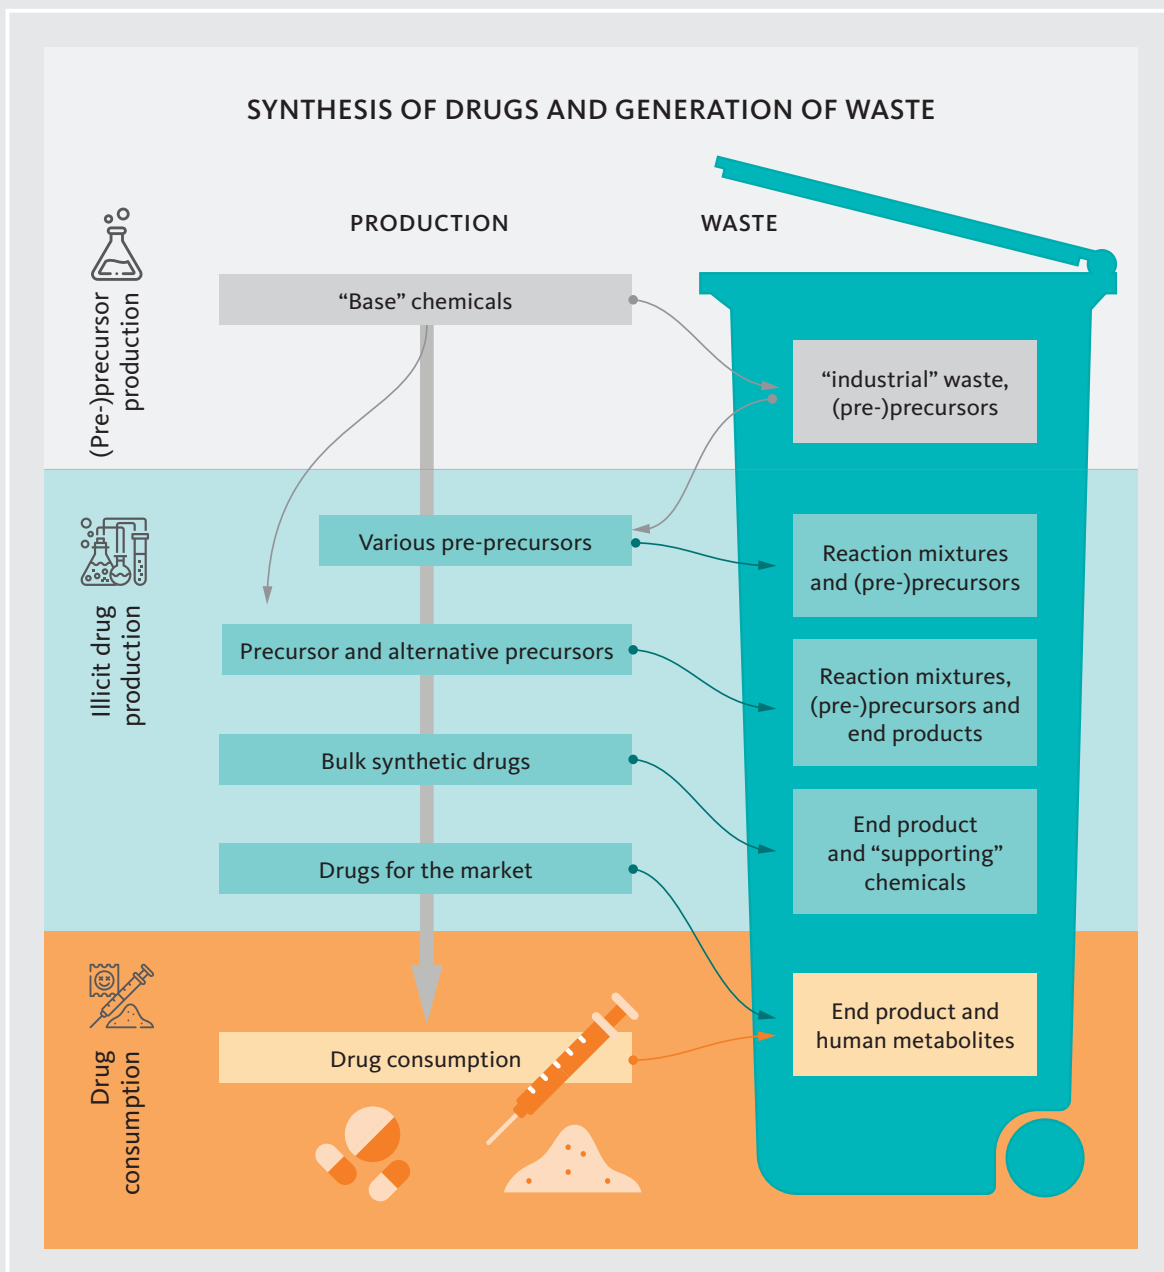 SYNTHESIS OF DRUGS AND GENERATION OF WASTE
PRODUCTION
WASTE
(Pre-)precursor
production
“Base” chemicals
“industrial” waste,
(pre-)precursors
Illicit drug
production
Various pre-precursors
Reaction mixtures
and (pre-)precursors
Precursor and alternative precursors
Reaction mixtures,
(pre-)precursors and
end products
Bulk synthetic drugs
End product
and “supporting”
chemicals
Drugs for the market
Drug
consumption
End product and
human metabolites
Drug consumption